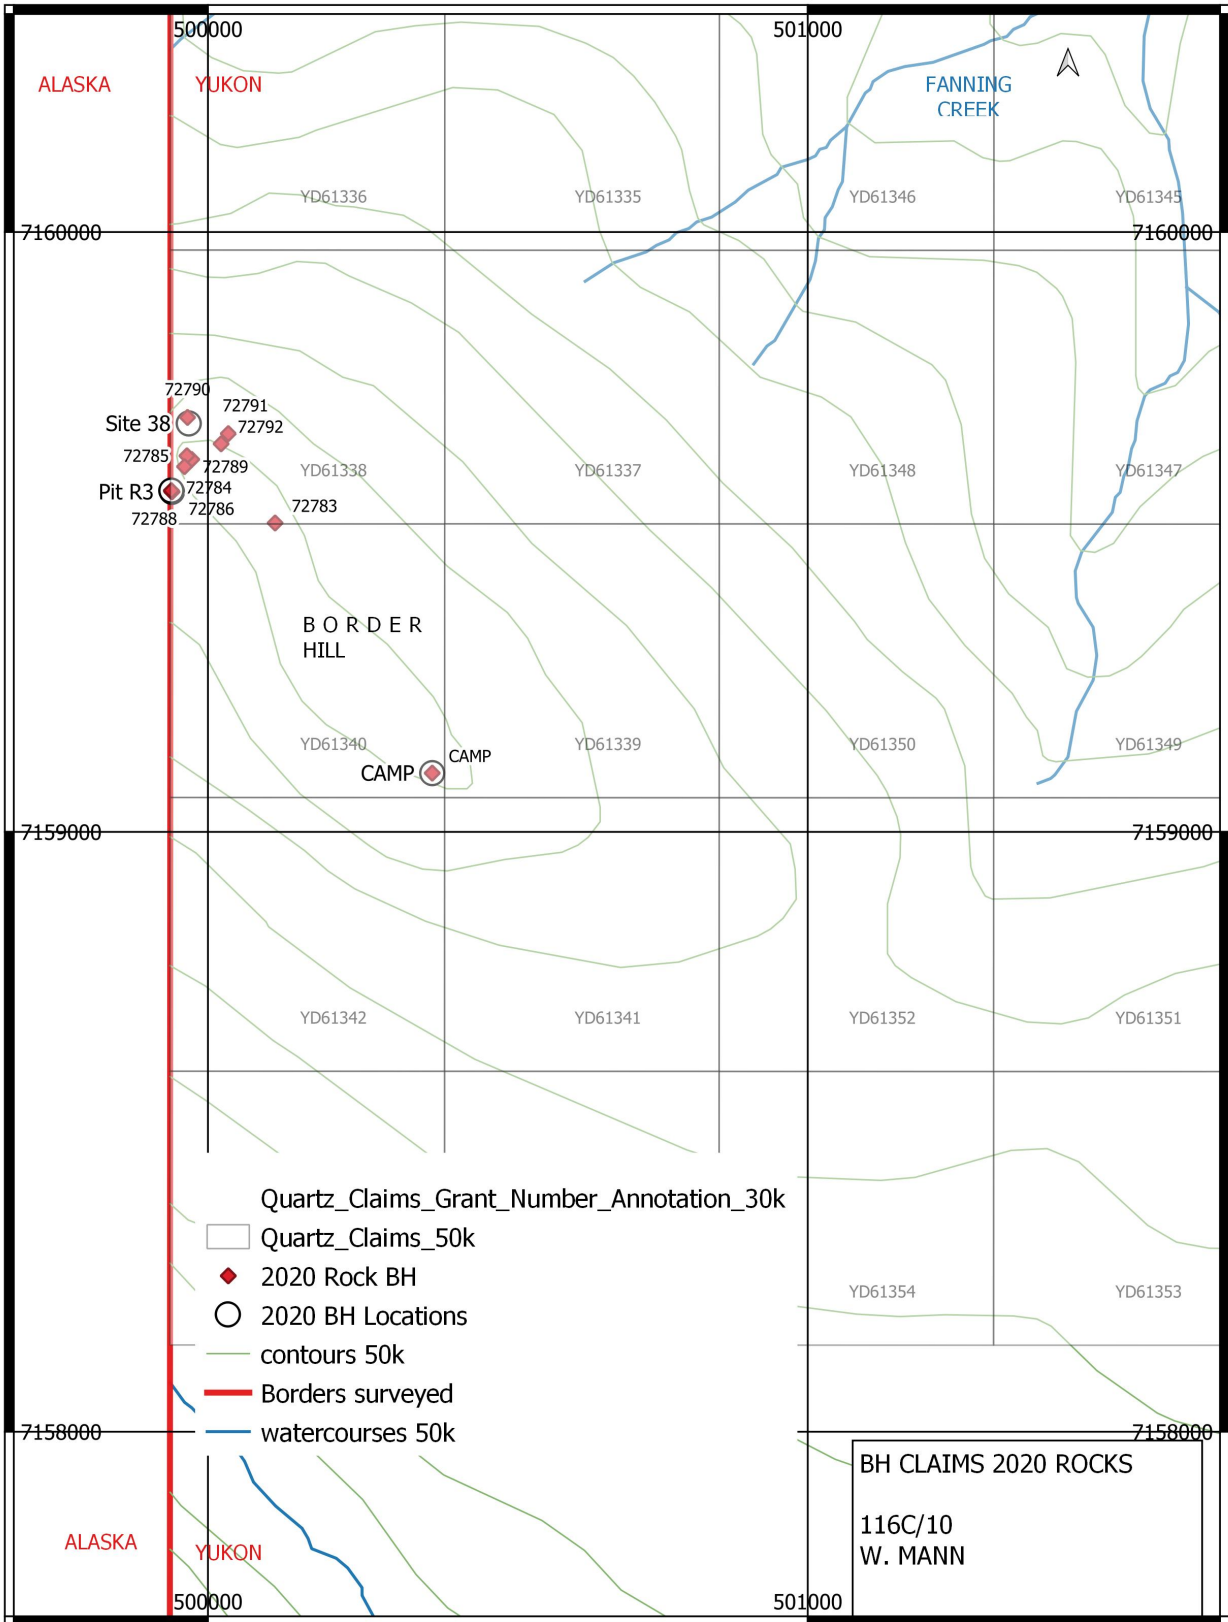 500000
501000
ALASKA
YUKON
FANNING
CREEK
YD61336
YD61335
YD61346
YD61345
7160000
7160000
72790
72791
Site 38
72792
72785
72789
YD61338
YD61337
YD61348
YD61347
Pit R3
72784
72786
72783
72788
BORDER
HILL
YD61340
YD61339
YD61350
YD61349
CAMP
CAMP
7159000
7159000
YD61342
YD61341
YD61352
YD61351
Quartz_Claims_Grant_Number_Annotation_30k
Quartz_Claims_50k
2020 Rock BH
2020 BH Locations
contours 50k
Borders surveyed
watercourses 50k
YD61354
YD61353
7158000
7158000
BH CLAIMS 2020 ROCKS
116C/10
W. MANN
ALASKA
YUKON
500000
501000